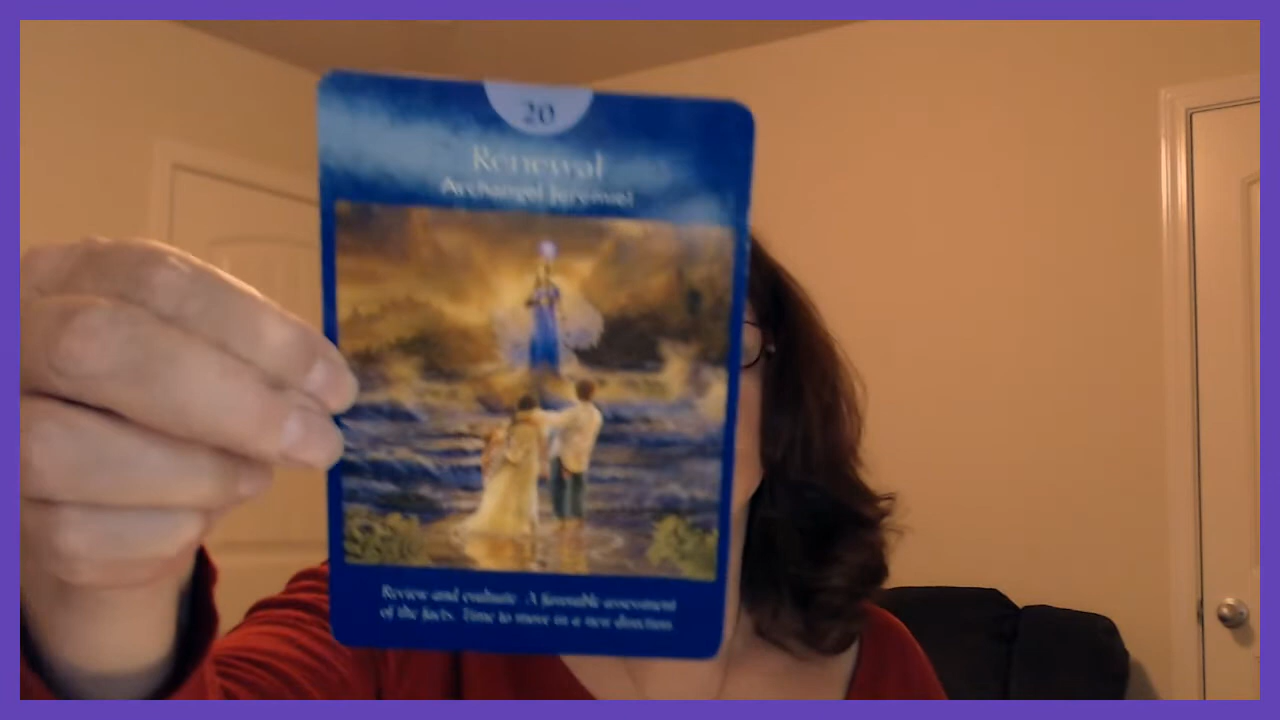 20
Renewal
Archangel Jeremiel
Review and evaluate. A favorable assessment
of the facts. Time to move in a new direction.